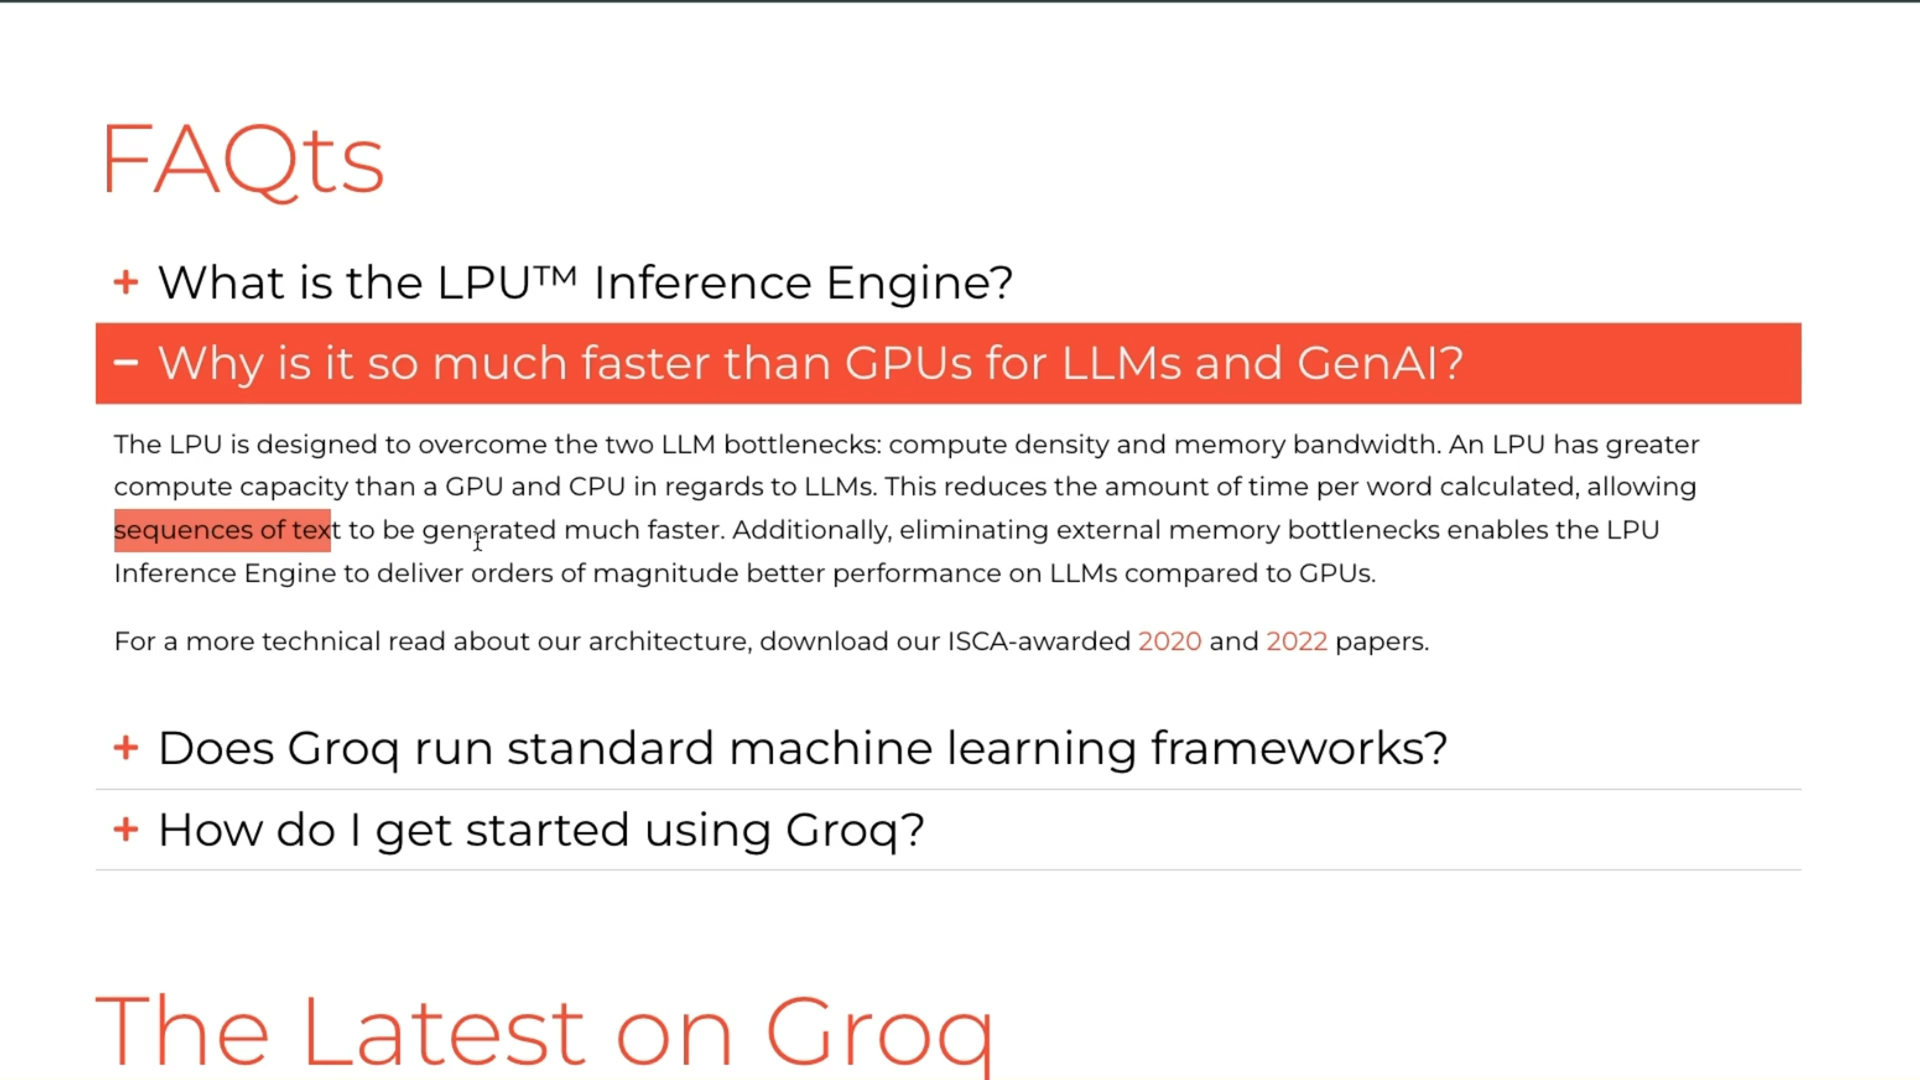 FAQts
+ What is the LPU™ Inference Engine?
− Why is it so much faster than GPUs for LLMs and GenAI?
The LPU is designed to overcome the two LLM bottlenecks: compute density and memory bandwidth. An LPU has greater
compute capacity than a GPU and CPU in regards to LLMs. This reduces the amount of time per word calculated, allowing
sequences of text to be generated much faster. Additionally, eliminating external memory bottlenecks enables the LPU
Inference Engine to deliver orders of magnitude better performance on LLMs compared to GPUs.
For a more technical read about our architecture, download our ISCA-awarded 2020 and 2022 papers.
+ Does Groq run standard machine learning frameworks?
+ How do I get started using Groq?
The Latest on Groq